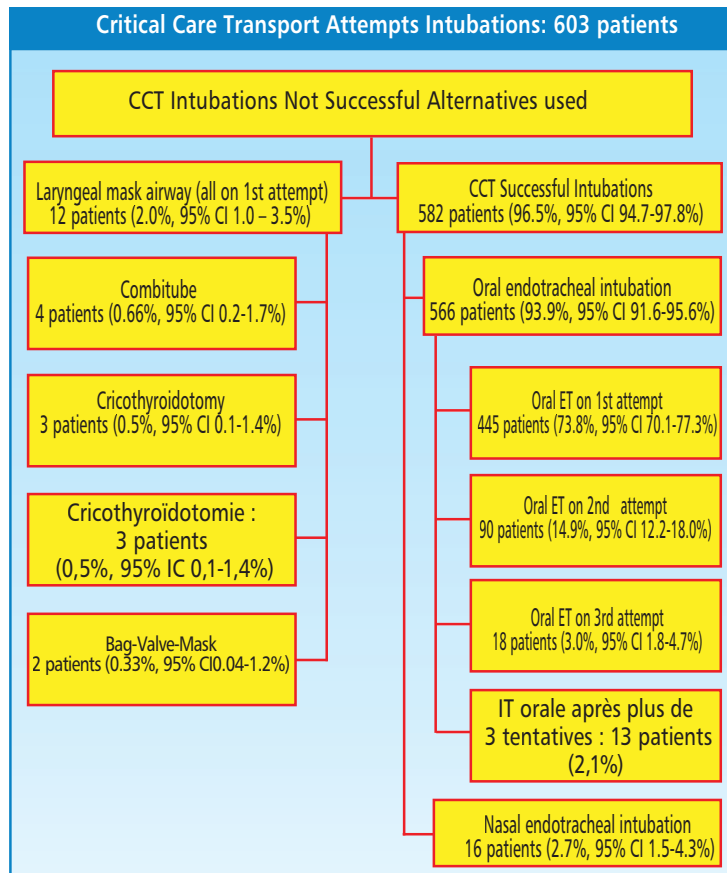 Critical Care Transport Attempts Intubations: 603 patients
CCT Intubations Not Successful Alternatives used
Laryngeal mask airway (all on 1st attempt)
12 patients (2.0%, 95% CI 1.0 – 3.5%)
Combitube
4 patients (0.66%, 95% CI 0.2-1.7%)
Cricothyroidotomy
3 patients (0.5%, 95% CI 0.1-1.4%)
Cricothyroïdotomie :
3 patients
(0,5%, 95% IC 0,1-1,4%)
Bag-Valve-Mask
2 patients (0.33%, 95% CI0.04-1.2%)
CCT Successful Intubations
582 patients (96.5%, 95% CI 94.7-97.8%)
Oral endotracheal intubation
566 patients (93.9%, 95% CI 91.6-95.6%)
Oral ET on 1st attempt
445 patients (73.8%, 95% CI 70.1-77.3%)
Oral ET on 2nd attempt
90 patients (14.9%, 95% CI 12.2-18.0%)
Oral ET on 3rd attempt
18 patients (3.0%, 95% CI 1.8-4.7%)
IT orale après plus de
3 tentatives : 13 patients
(2,1%)
Nasal endotracheal intubation
16 patients (2.7%, 95% CI 1.5-4.3%)